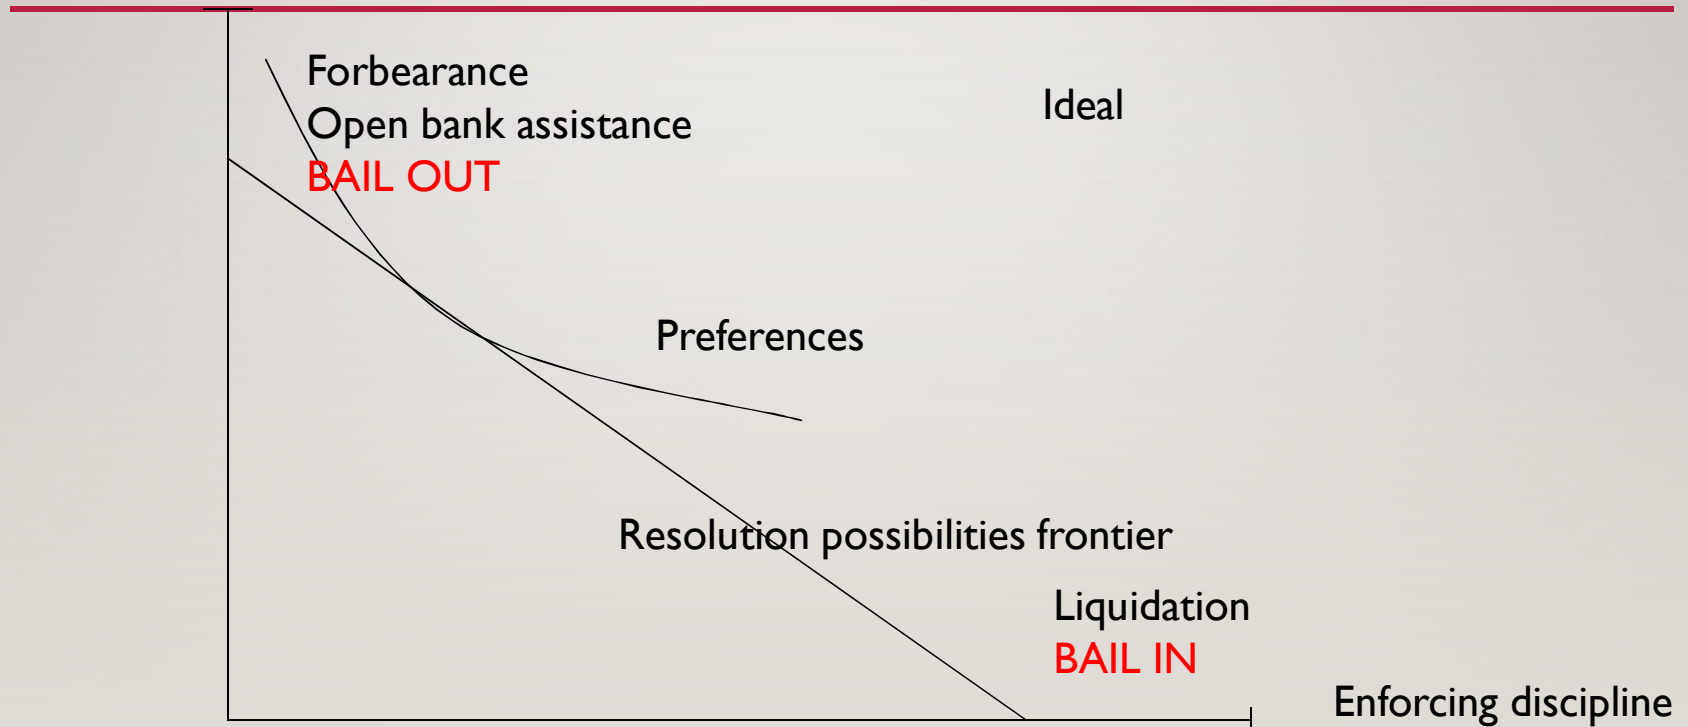 Forbearance
Open bank assistance
BAIL OUT
Ideal
Preferences
Resolution possibilities frontier
Liquidation
BAIL IN
Enforcing discipline